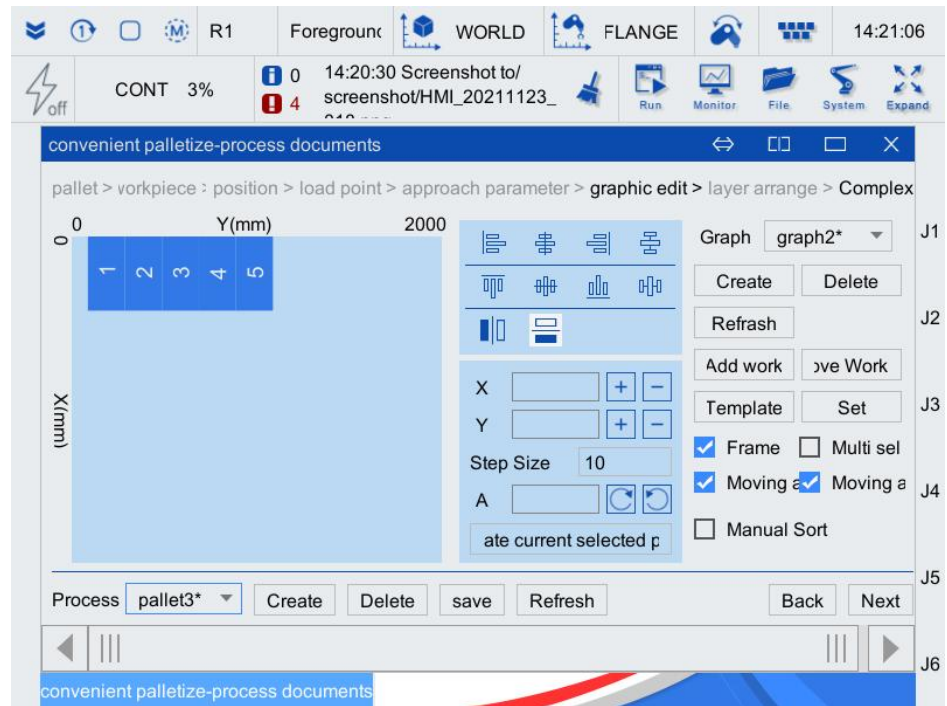 R1 Foregroun WORLD FLANGE 14:21:06
off CONT 3% 0 4 14:20:30 Screenshot to/
screenshot/HMI_20211123_
Run Monitor File System Expand
convenient palletize-process documents
pallet > workpiece : position > load point > approach parameter > graphic edit > layer arrange > Complex
0 Y(mm) 2000
0
X(mm)
1 2 3 4 5
X
Y
Step Size 10
A
ate current selected p
Graph graph2*
Create Delete
Refrash
Add work ove Work
Template Set
Frame Multi sel
Moving a Moving a
Manual Sort
J1
J2
J3
J4
J5
J6
Process pallet3* Create Delete save Refresh Back Next
convenient palletize-process documents